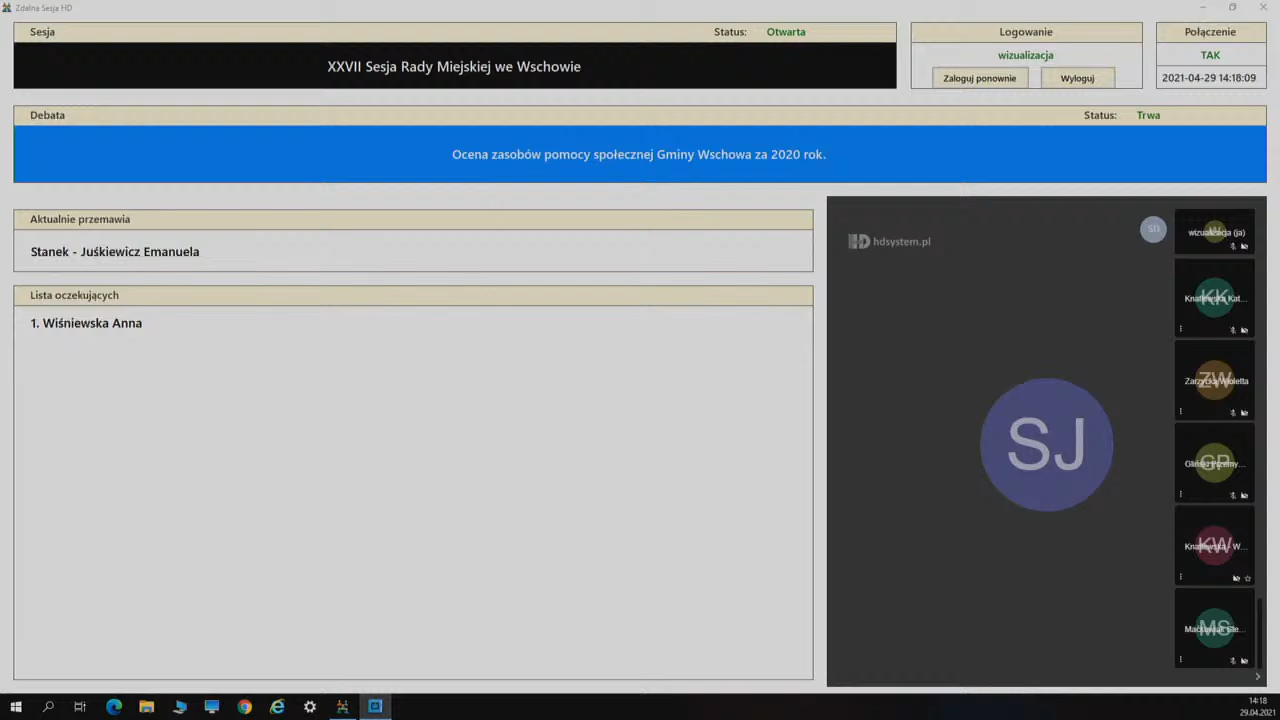 Zdalna Sesja HD
Sesja
Status: Otwarta
XXVII Sesja Rady Miejskiej we Wschowie
Logowanie
wizualizacja
Zaloguj ponownie
Wyloguj
Połączenie
TAK
2021-04-29 14:18:09
Debata
Status: Trwa
Ocena zasobów pomocy społecznej Gminy Wschowa za 2020 rok.
Aktualnie przemawia
Stanek - Juśkiewicz Emanuela
Lista oczekujących
1. Wiśniewska Anna
HD hdsystem.pl
SJ
wizualizacja (ja)
KK
ZW
Zarzycka Wioletta
GP
KW
MS
14:18
29.04.2021